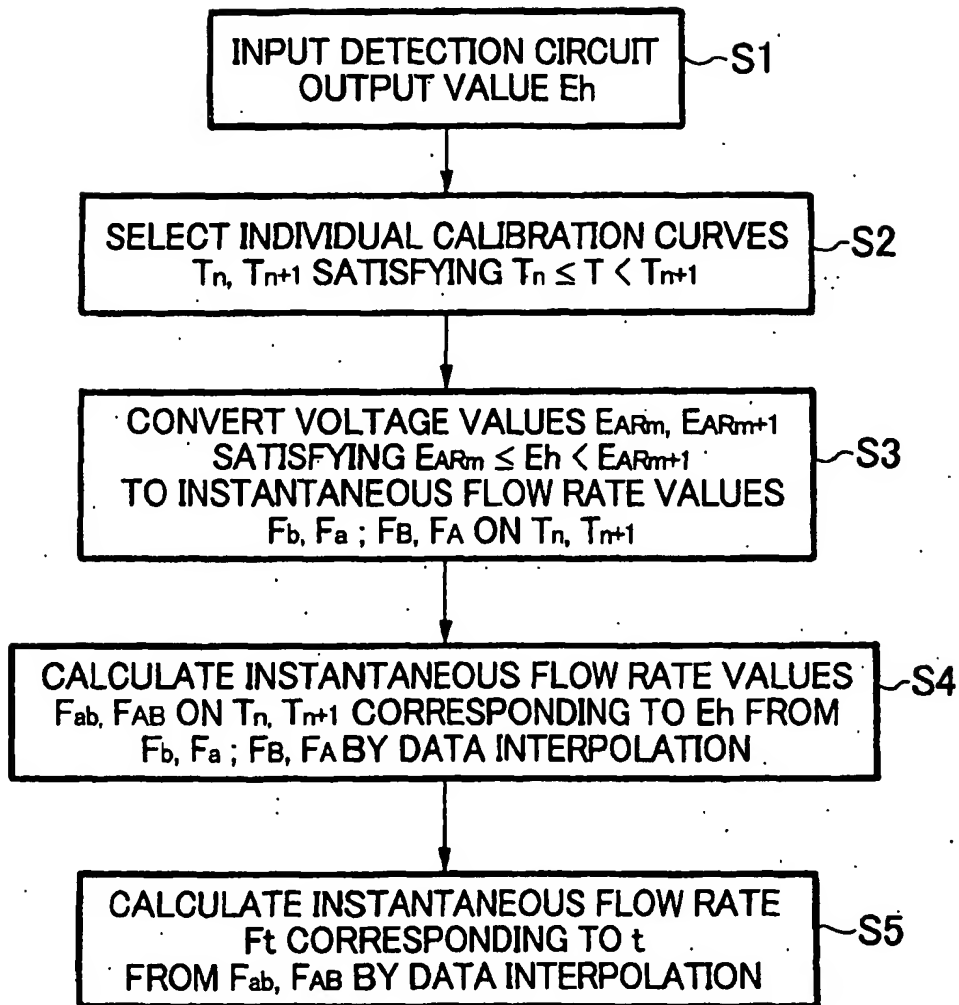 INPUT DETECTION CIRCUIT
OUTPUT VALUE Eh
S1
SELECT INDIVIDUAL CALIBRATION CURVES
Tn, Tn+1 SATISFYING Tn ≤ T < Tn+1
S2
CONVERT VOLTAGE VALUES EARm, EARm+1
SATISFYING EARm ≤ Eh < EARm+1
TO INSTANTANEOUS FLOW RATE VALUES
Fb, Fa ; FB, FA ON Tn, Tn+1
S3
CALCULATE INSTANTANEOUS FLOW RATE VALUES
Fab, FAB ON Tn, Tn+1 CORRESPONDING TO Eh FROM
Fb, Fa ; FB, FA BY DATA INTERPOLATION
S4
CALCULATE INSTANTANEOUS FLOW RATE
Ft CORRESPONDING TO t
FROM Fab, FAB BY DATA INTERPOLATION
S5